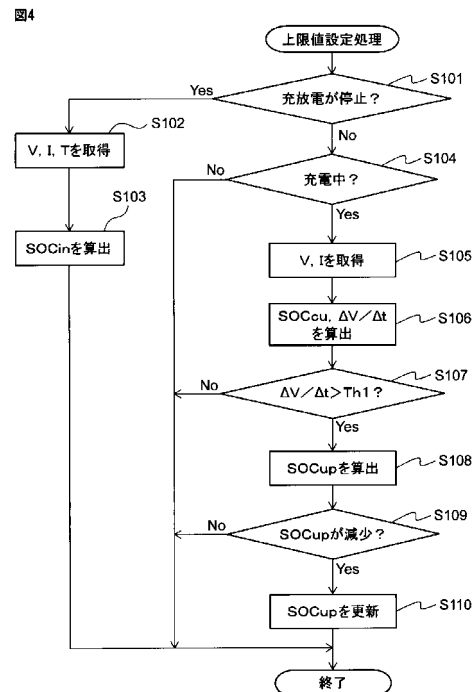 図4
上限値設定処理
充放電が停止？
S101
Yes
No
V, I, Tを取得
S102
充電中？
S104
No
Yes
SOCinを算出
S103
V, Iを取得
S105
SOCcu, ΔV／Δt
を算出
S106
ΔV／Δt＞Th1？
S107
No
Yes
SOCupを算出
S108
SOCupが減少？
S109
No
Yes
SOCupを更新
S110
終了